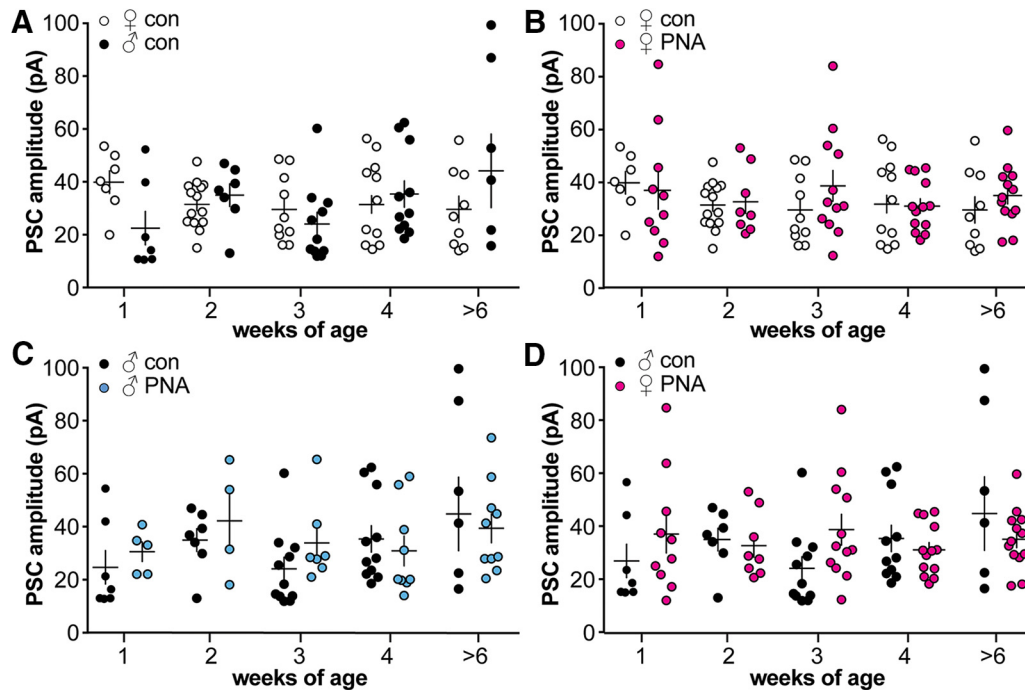 A
♀ con
♂ con
PSC amplitude (pA)
100
80
60
40
20
0
1 2 3 4 >6
weeks of age
B
♀ con
♀ PNA
PSC amplitude (pA)
100
80
60
40
20
0
1 2 3 4 >6
weeks of age
C
♂ con
♂ PNA
PSC amplitude (pA)
100
80
60
40
20
0
1 2 3 4 >6
weeks of age
D
♂ con
♀ PNA
PSC amplitude (pA)
100
80
60
40
20
0
1 2 3 4 >6
weeks of age